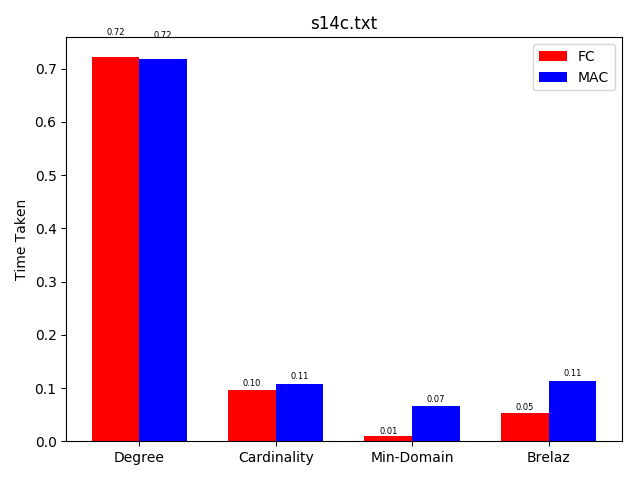 s14c.txt
0.72
0.72
FC
MAC
0.7
0.6
0.5
0.4
0.3
0.2
0.1
0.0
Time Taken
0.10
0.11
0.01
0.07
0.05
0.11
Degree
Cardinality
Min-Domain
Brelaz